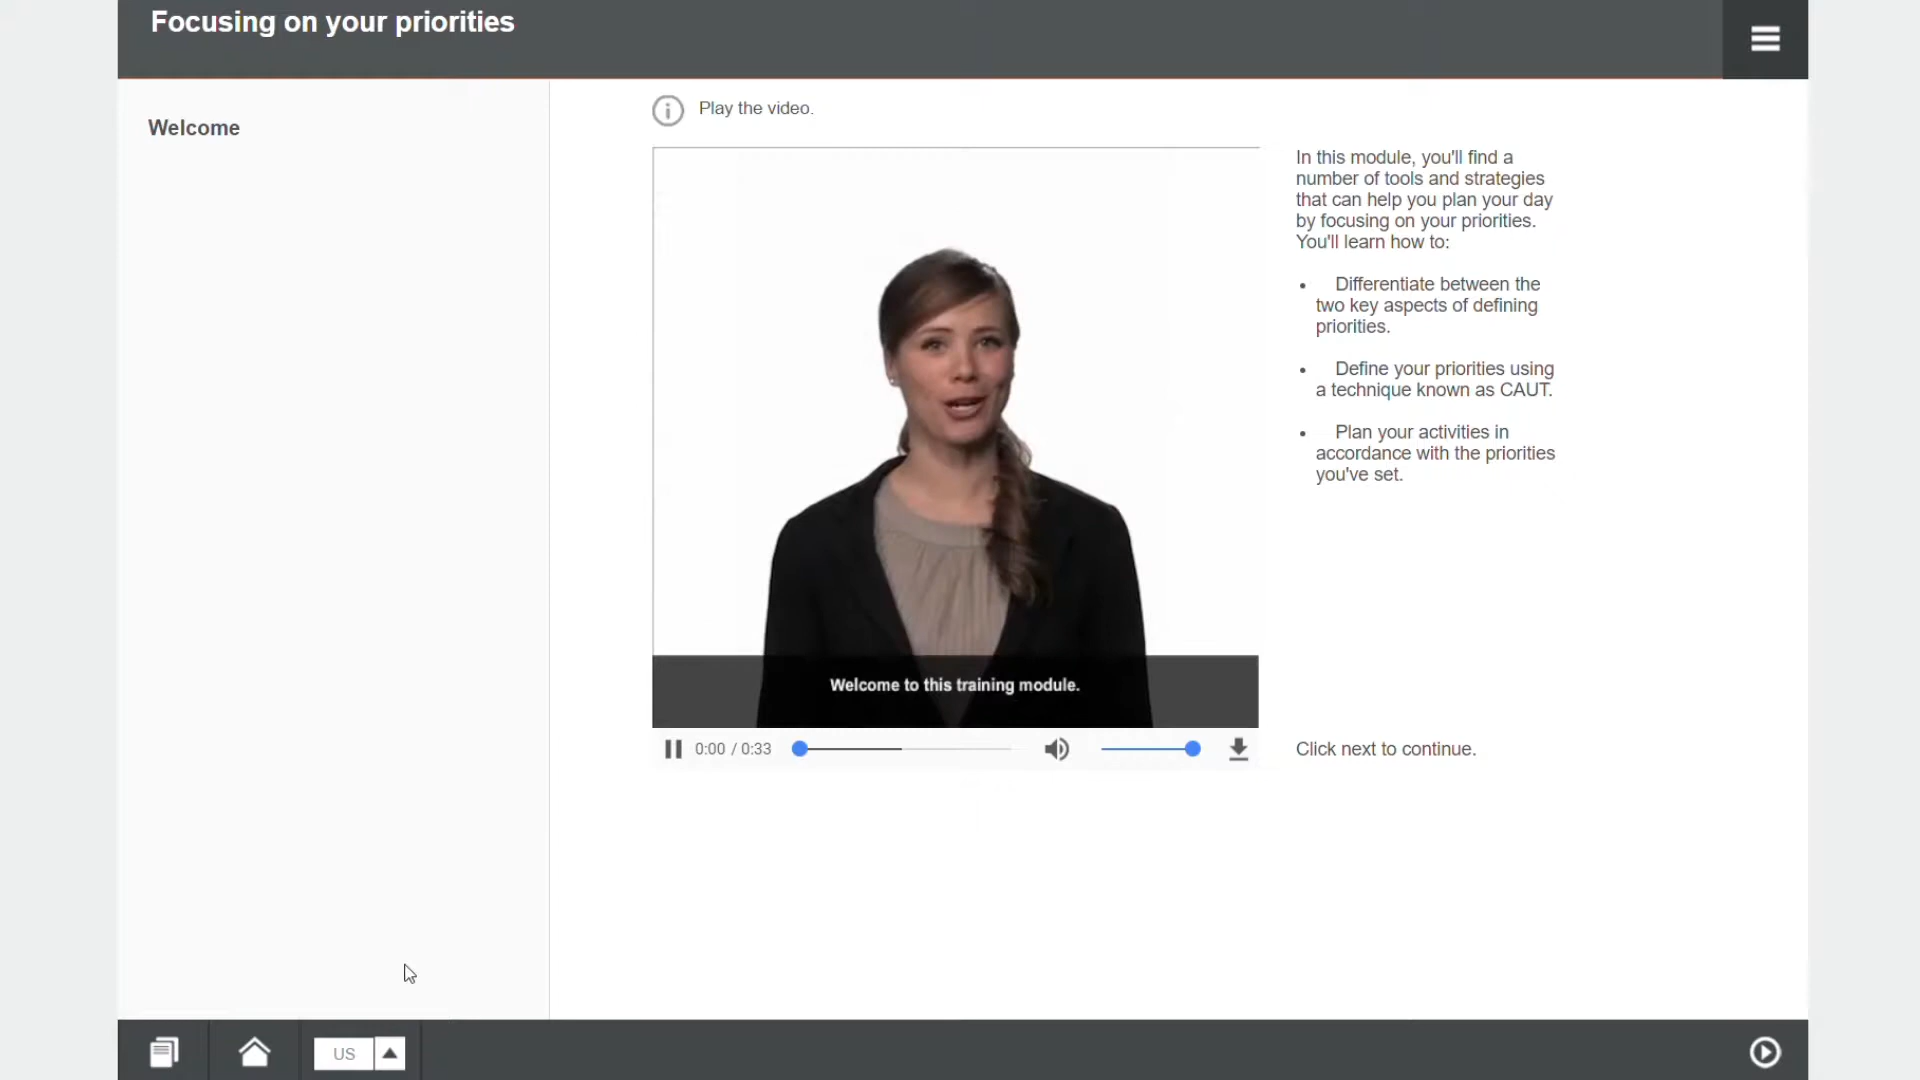 Focusing on your priorities
Welcome
Play the video.
In this module, you'll find a
number of tools and strategies
that can help you plan your day
by focusing on your priorities.
You'll learn how to:
• Differentiate between the
two key aspects of defining
priorities.
• Define your priorities using
a technique known as CAUT.
• Plan your activities in
accordance with the priorities
you've set.
Welcome to this training module.
0:00 / 0:33
Click next to continue.
US